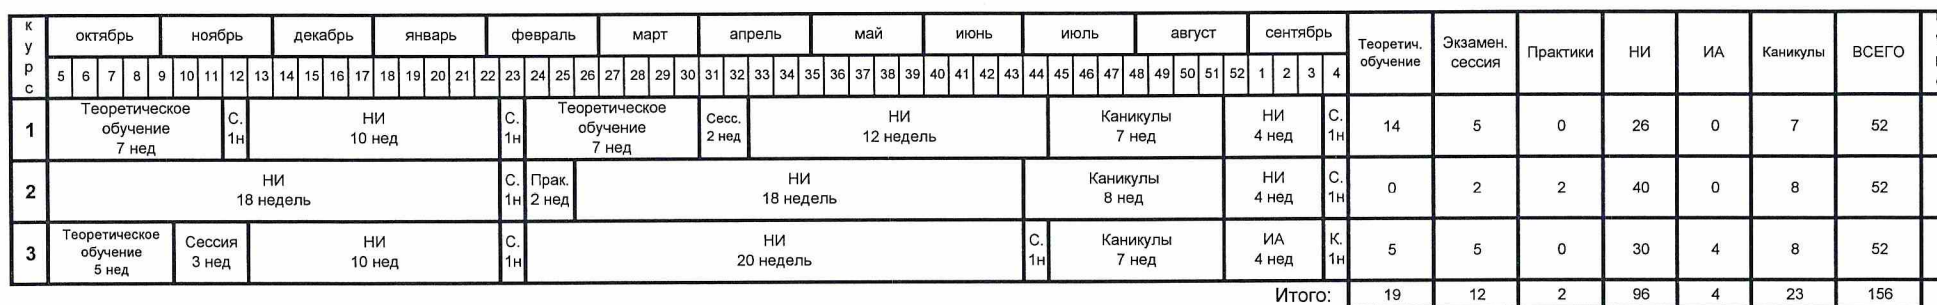 курс октябрь ноябрь декабрь январь февраль март апрель май июнь июль август сентябрь Теоретич. обучение Экзамен. сессия Практики НИ ИА Каникулы ВСЕГО
5 6 7 8 9 10 11 12 13 14 15 16 17 18 19 20 21 22 23 24 25 26 27 28 29 30 31 32 33 34 35 36 37 38 39 40 41 42 43 44 45 46 47 48 49 50 51 52 1 2 3 4
1 Теоретическое обучение 7 нед С. 1н НИ 10 нед С. 1н Теоретическое обучение 7 нед Сесс. 2 нед НИ 12 недель Каникулы 7 нед НИ 4 нед С. 1н 14 5 0 26 0 7 52
2 НИ 18 недель С. 1н Прак. 2 нед НИ 18 недель Каникулы 8 нед НИ 4 нед С. 1н 0 2 2 40 0 8 52
3 Теоретическое обучение 5 нед Сессия 3 нед НИ 10 нед С. 1н НИ 20 недель С. 1н Каникулы 7 нед ИА 4 нед К. 1н 5 5 0 30 4 8 52
Итого: 19 12 2 96 4 23 156